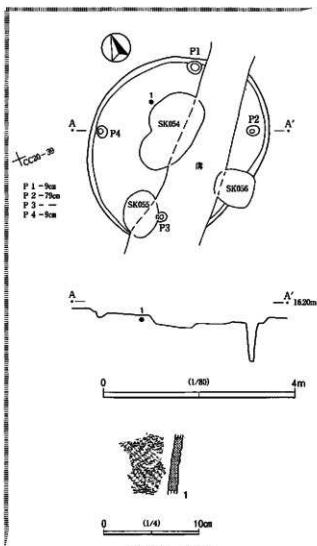 P1
A
1
SK054
P2
A'
P4
CC20-39
溝
P 1 -9cm
P 2 -79cm
P 3 - -
P 4 -9cm
SK055
SK056
P3
A
A'
1
16.20m
0 (1/80) 4m
1
0 (1/4) 10cm